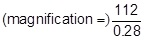 (magnification =) 112
0.28